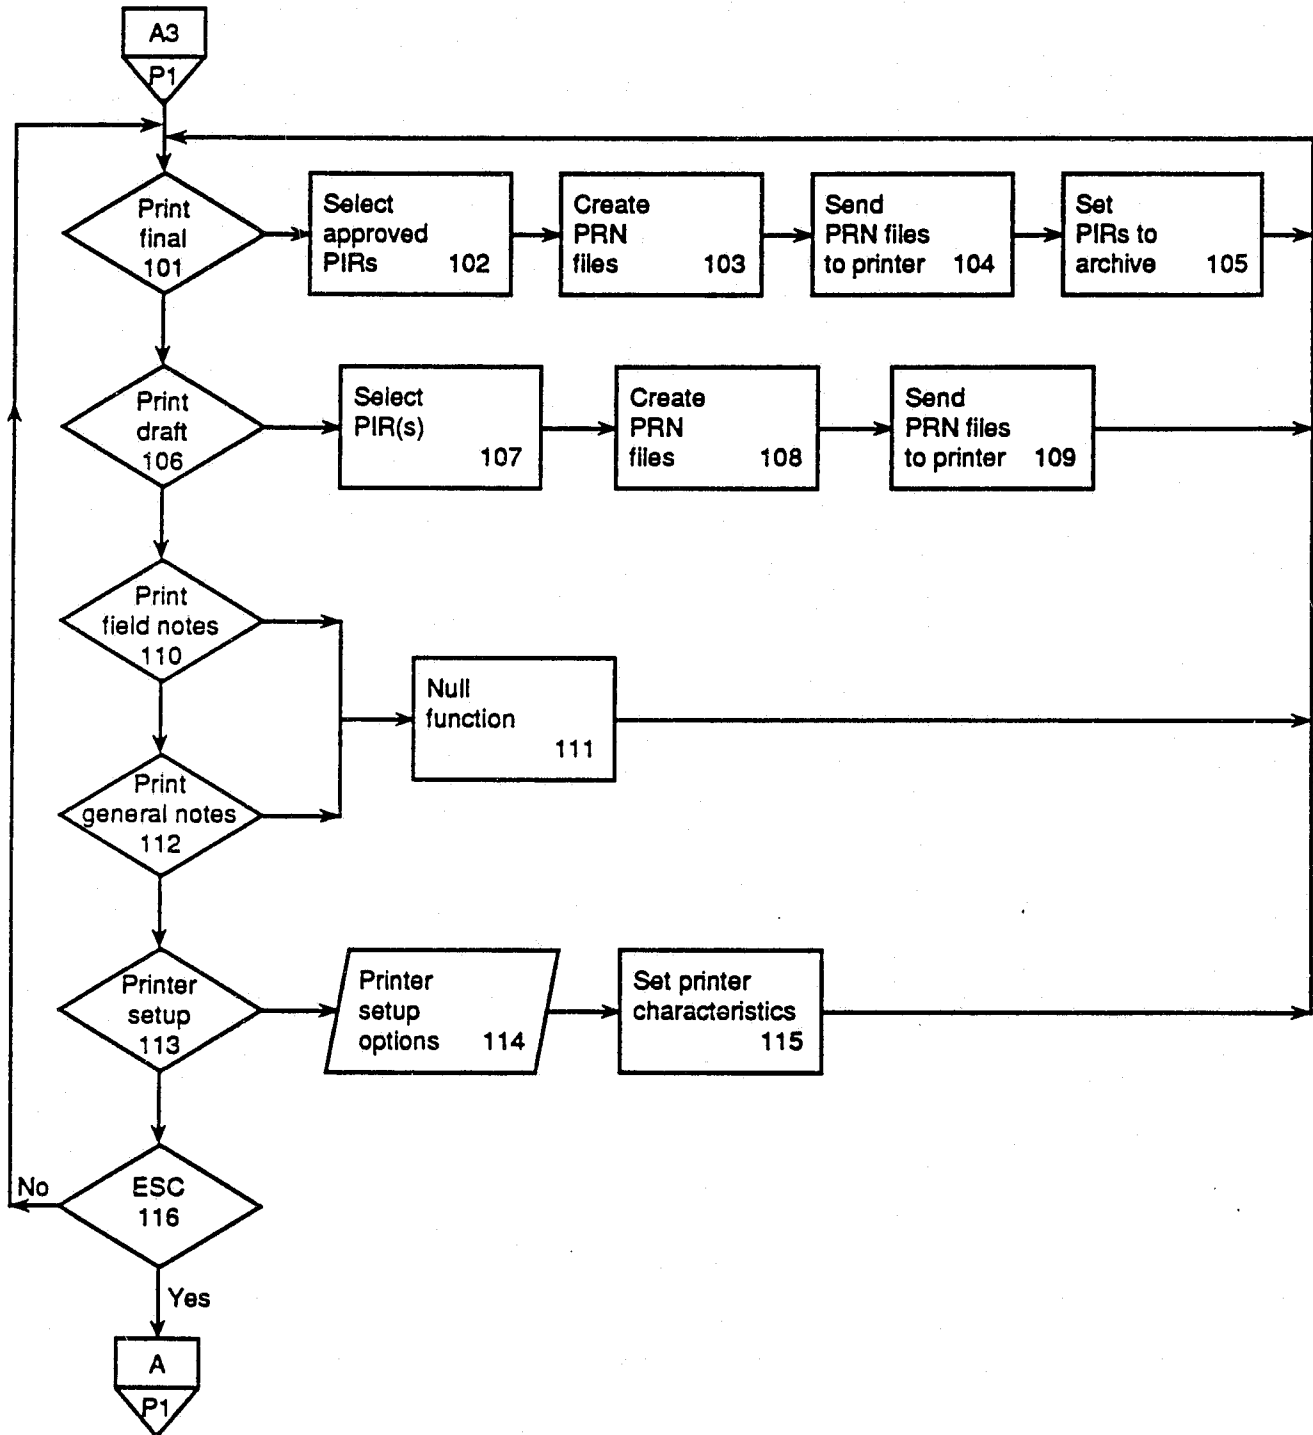 A3
P1
Print
final
101
Select
approved
PIRs 102
Create
PRN
files 103
Send
PRN files
to printer 104
Set
PIRs to
archive 105
Print
draft
106
Select
PIR(s)
107
Create
PRN
files 108
Send
PRN files
to printer 109
Print
field notes
110
Null
function
111
Print
general notes
112
Printer
setup
113
Printer
setup
options 114
Set printer
characteristics
115
ESC
116
No
Yes
A
P1